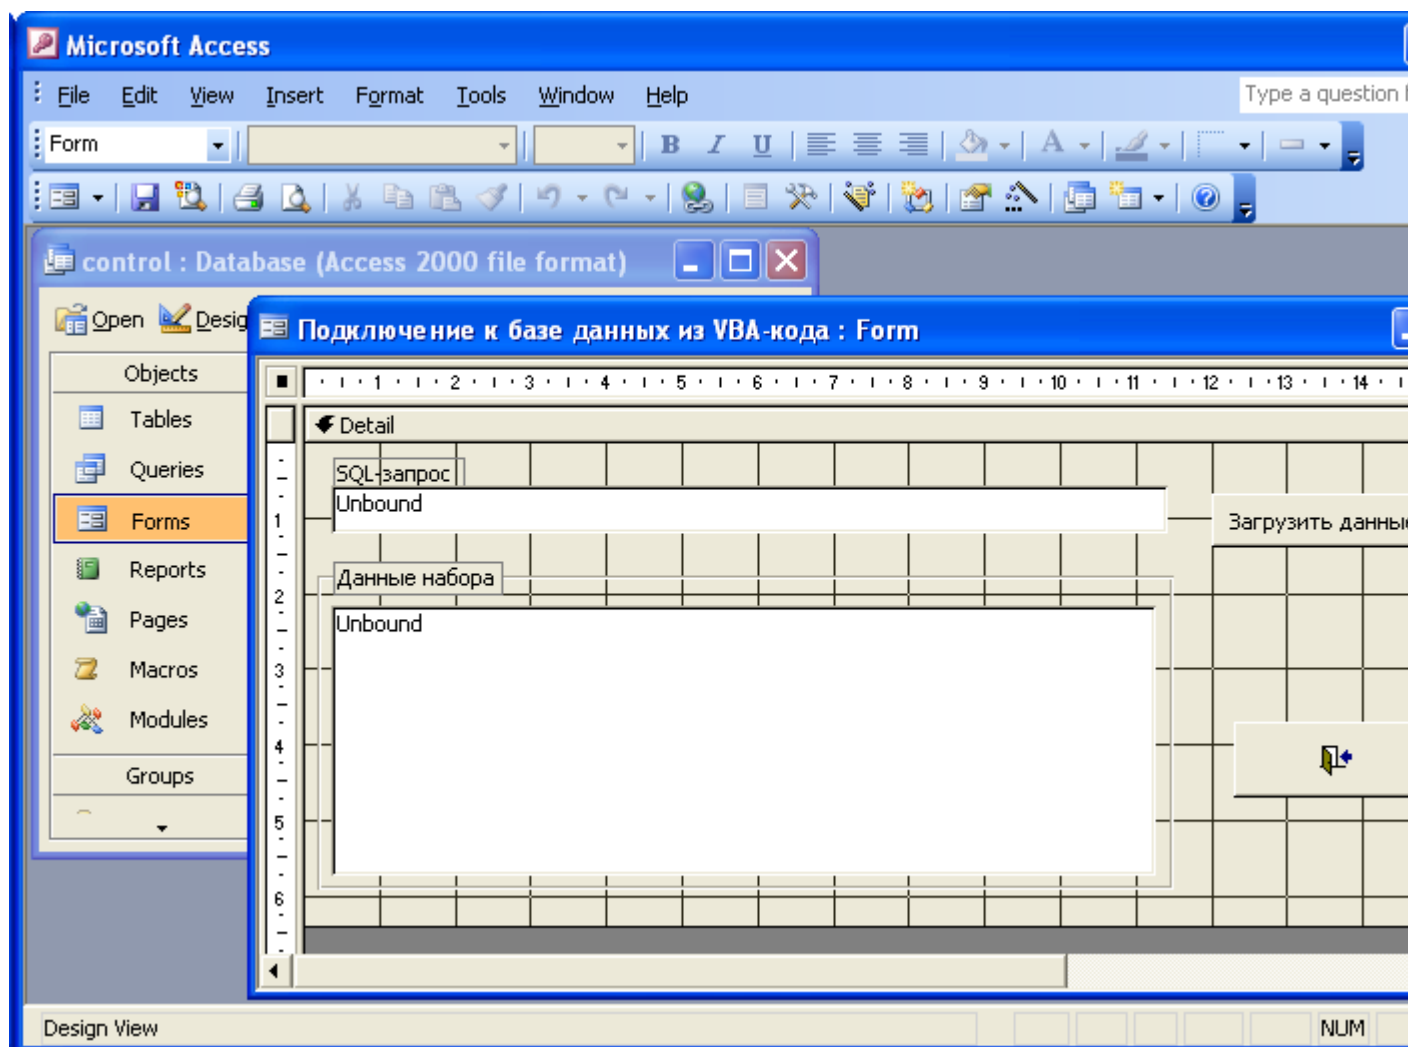 Microsoft Access
File Edit View Insert Format Tools Window Help
Type a question
Form
B I U A
control : Database (Access 2000 file format)
Open Desig
Подключение к базе данных из VBA-кода : Form
Objects
1 2 3 4 5 6 7 8 9 10 11 12 13 14
Tables
Detail
Queries
SQL-запрос
Unbound
Forms
1
Загрузить данные
Reports
Данные набора
2
Pages
Unbound
Macros
3
Modules
4
Groups
5
6
Design View
NUM